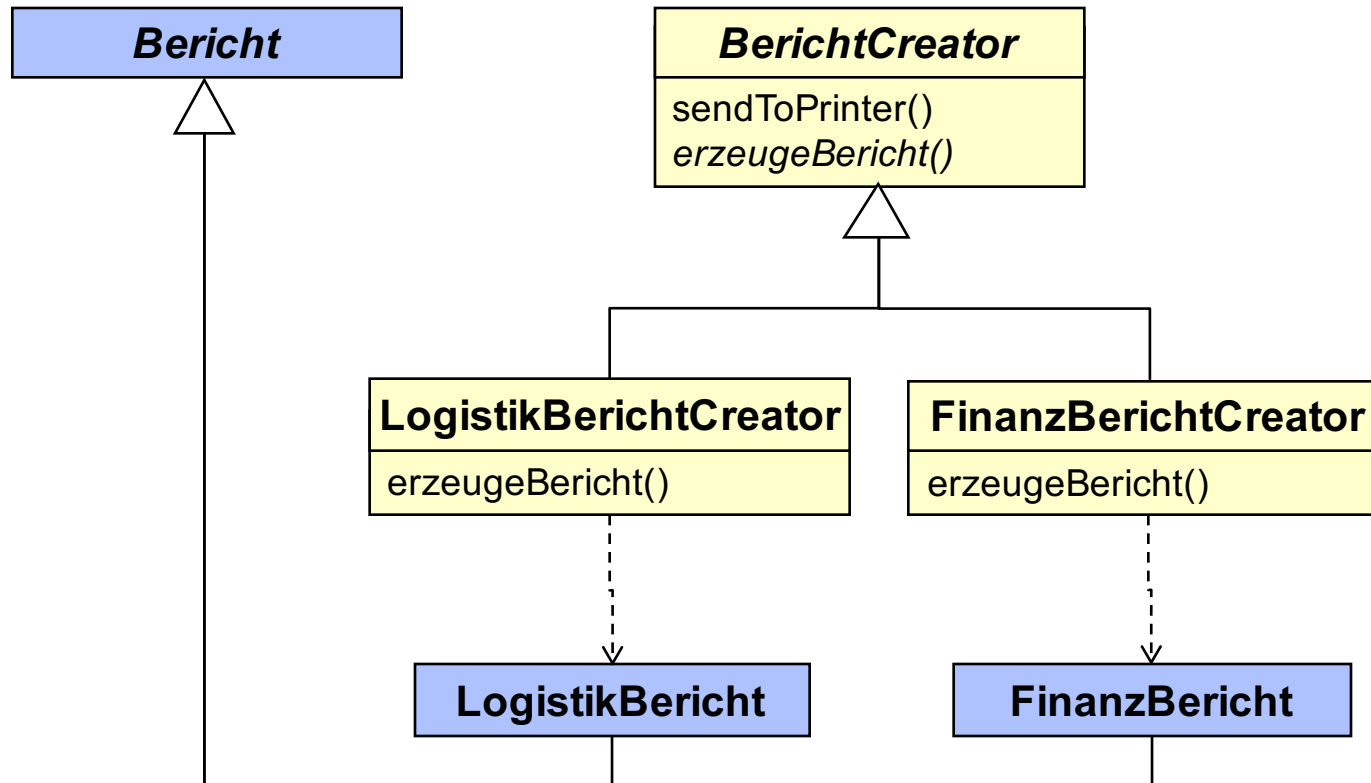 Bericht
BerichtCreator
sendToPrinter()
erzeugeBericht()
LogistikBerichtCreator
erzeugeBericht()
FinanzBerichtCreator
erzeugeBericht()
LogistikBericht
FinanzBericht